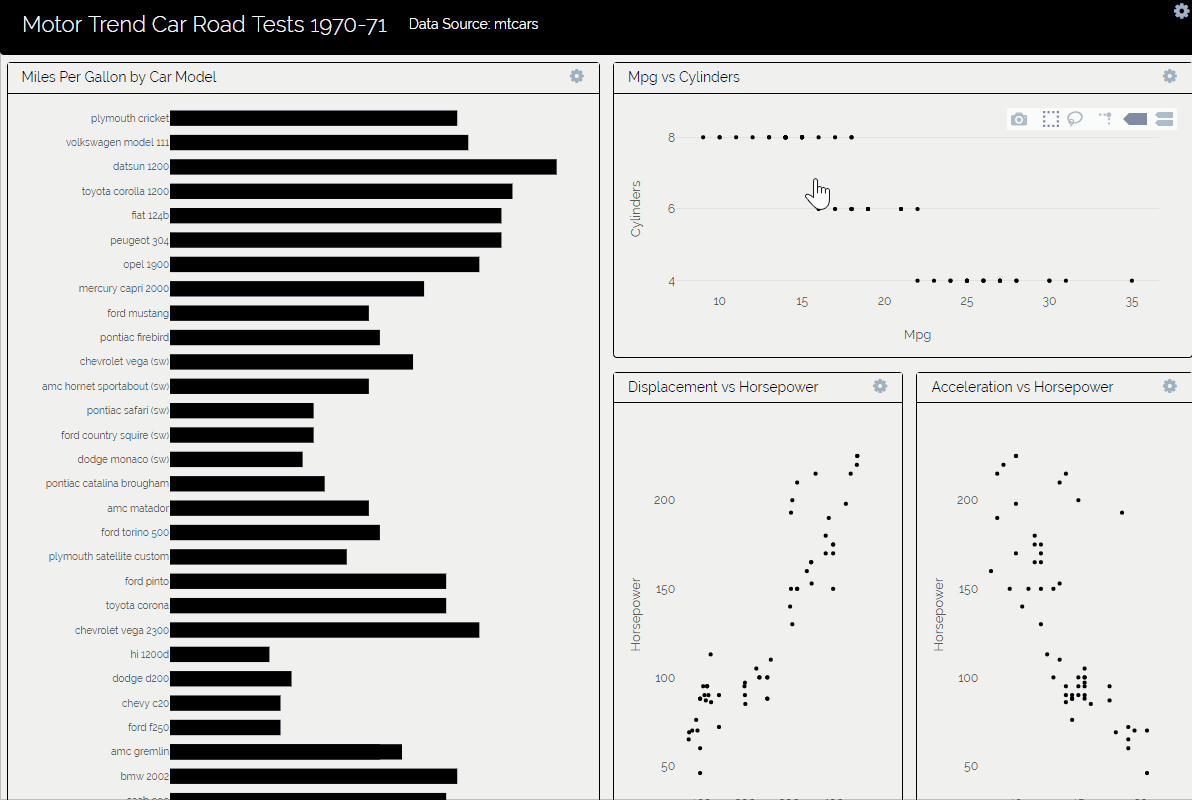 Motor Trend Car Road Tests 1970-71
Data Source: mtcars
Miles Per Gallon by Car Model
plymouth cricket
volkswagen model 111
datsun 1200
toyota corolla 1200
fiat 124b
peugeot 304
opel 1900
mercury capri 2000
ford mustang
pontiac firebird
chevrolet vega (sw)
amc hornet sportabout (sw)
pontiac safari (sw)
ford country squire (sw)
dodge monaco (sw)
pontiac catalina brougham
amc matador
ford torino 500
plymouth satellite custom
ford pinto
toyota corona
chevrolet vega 2300
hi 1200d
dodge d200
chevy c20
ford f250
amc gremlin
bmw 2002
Mpg vs Cylinders
Cylinders
8
6
4
10 15 20 25 30 35
Mpg
Displacement vs Horsepower
Horsepower
200
150
100
50
Acceleration vs Horsepower
Horsepower
200
150
100
50